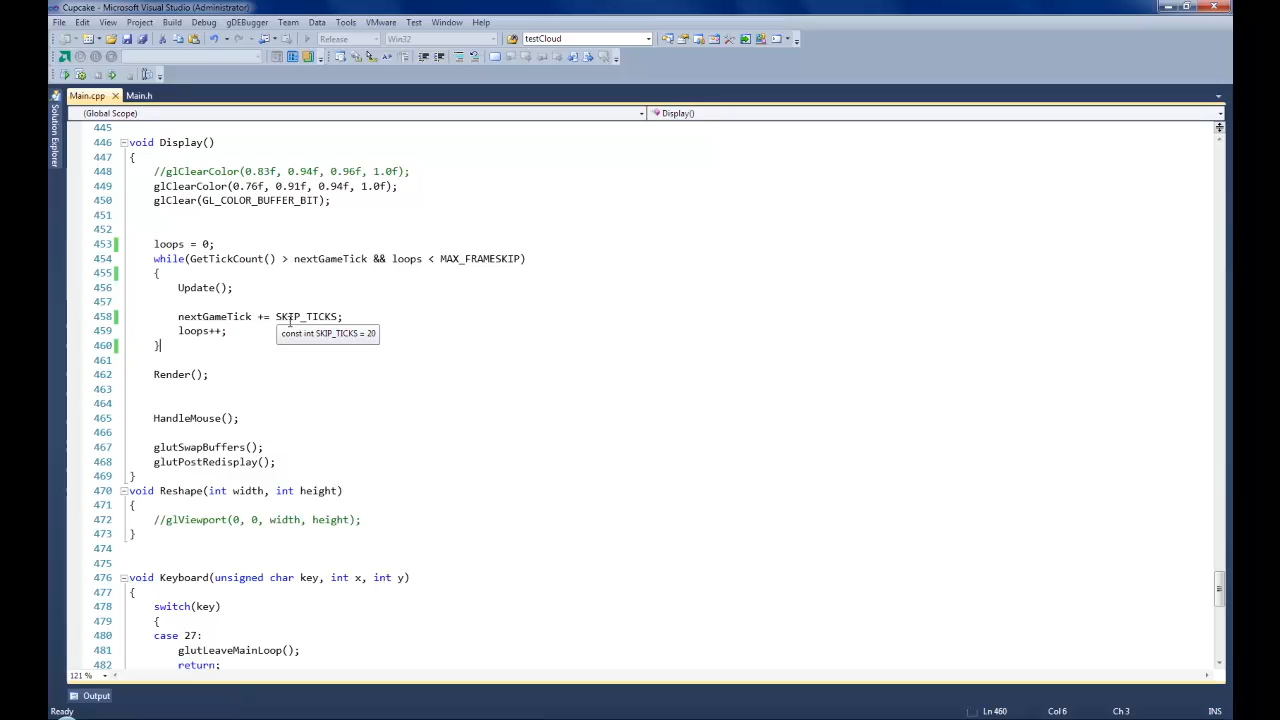 Cupcake - Microsoft Visual Studio (Administrator)
File Edit View Project Build Debug gDEBugger Team Data Tools VMware Test Window Help
Release Win32 testCloud
Main.cpp Main.h
(Global Scope) Display()
Solution Explorer
445
446 void Display()
447 {
448 //glClearColor(0.83f, 0.94f, 0.96f, 1.0f);
449 glClearColor(0.76f, 0.91f, 0.94f, 1.0f);
450 glClear(GL_COLOR_BUFFER_BIT);
451
452
453 loops = 0;
454 while(GetTickCount() > nextGameTick && loops < MAX_FRAMESKIP)
455 {
456 Update();
457
458 nextGameTick += SKIP_TICKS;
459 loops++;
const int SKIP_TICKS = 20
460 }
461
462 Render();
463
464
465 HandleMouse();
466
467 glutSwapBuffers();
468 glutPostRedisplay();
469 }
470 void Reshape(int width, int height)
471 {
472 //glViewport(0, 0, width, height);
473 }
474
475
476 void Keyboard(unsigned char key, int x, int y)
477 {
478 switch(key)
479 {
480 case 27:
481 glutLeaveMainLoop();
482 return;
121 %
Output
Ready Ln 460 Col 6 Ch 3 INS